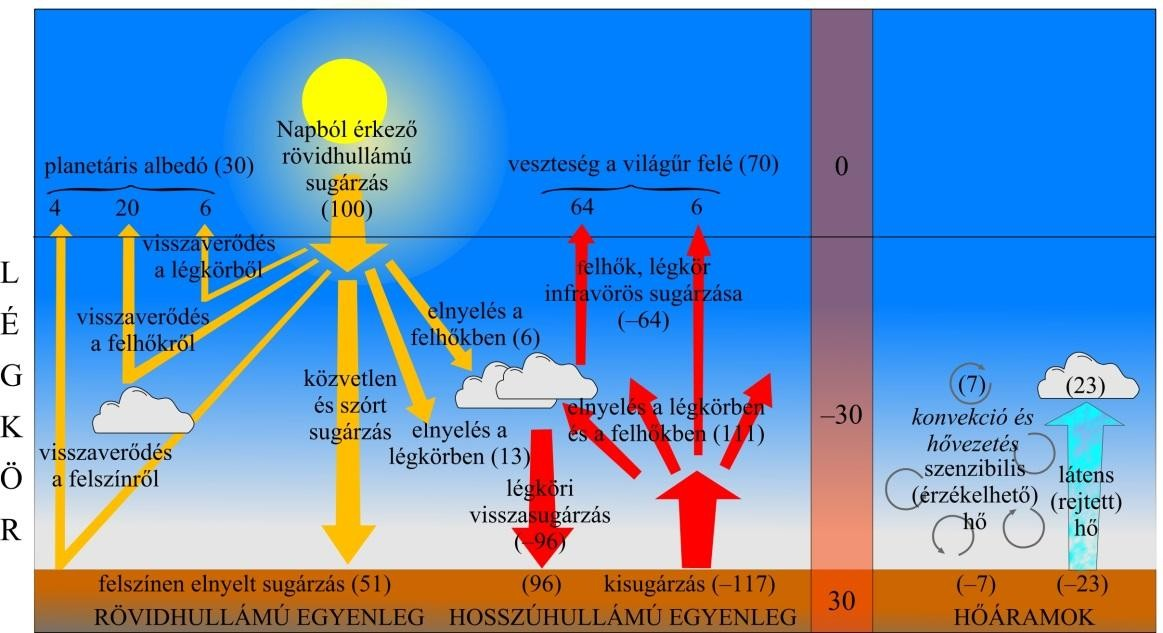 Napból érkező
rövidhullámú
sugárzás
(100)
planetáris albedó (30)
4 20 6
visszaverődés
a légkörből
visszaverődés
a felhőkről
visszaverődés
a felszínről
közvetlen
és szórt
sugárzás
elnyelés a
felhőkben (6)
elnyelés a
légkörben (13)
veszteség a világűr felé (70)
64 6
felhők, légkör
infravörös sugárzása
(–64)
elnyelés a légkörben
és a felhőkben (111)
légköri
visszasugárzás
(–96)
0
–30
30
(7)
konvekció és
hővezetés
szenzibilis
(érzékelhető)
hő
(23)
látens
(rejtett)
hő
LÉGKÖR
felszínen elnyelt sugárzás (51) (96) kisugárzás (–117) (–7) (–23)
RÖVIDHULLÁMÚ EGYENLEG HOSSZÚHULLÁMÚ EGYENLEG HŐÁRAMOK